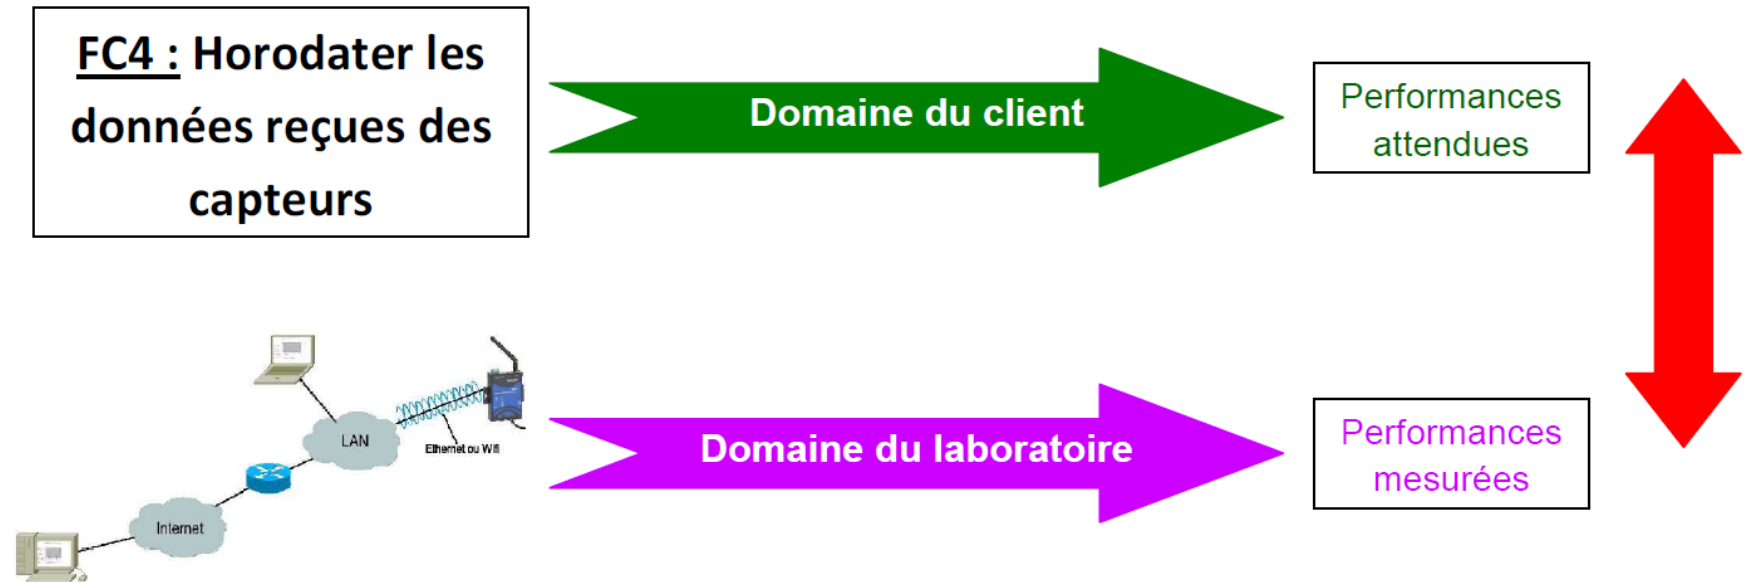 FC4 : Horodater les
données reçues des
capteurs
Domaine du client
Performances
attendues
LAN
Ethernet ou Wifi
Internet
Domaine du laboratoire
Performances
mesurées